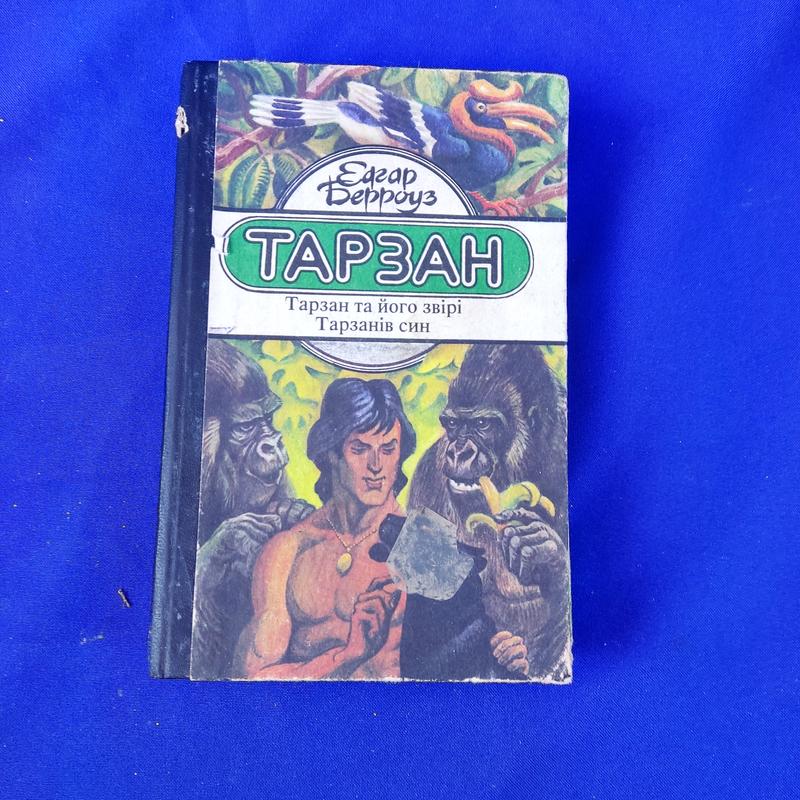 Едгар
Берроуз
ТАРЗАН
Тарзан та його звірі
Тарзанів син